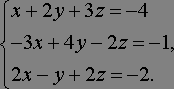 x + 2y + 3z = −4
−3x + 4y − 2z = −1,
2x − y + 2z = −2.